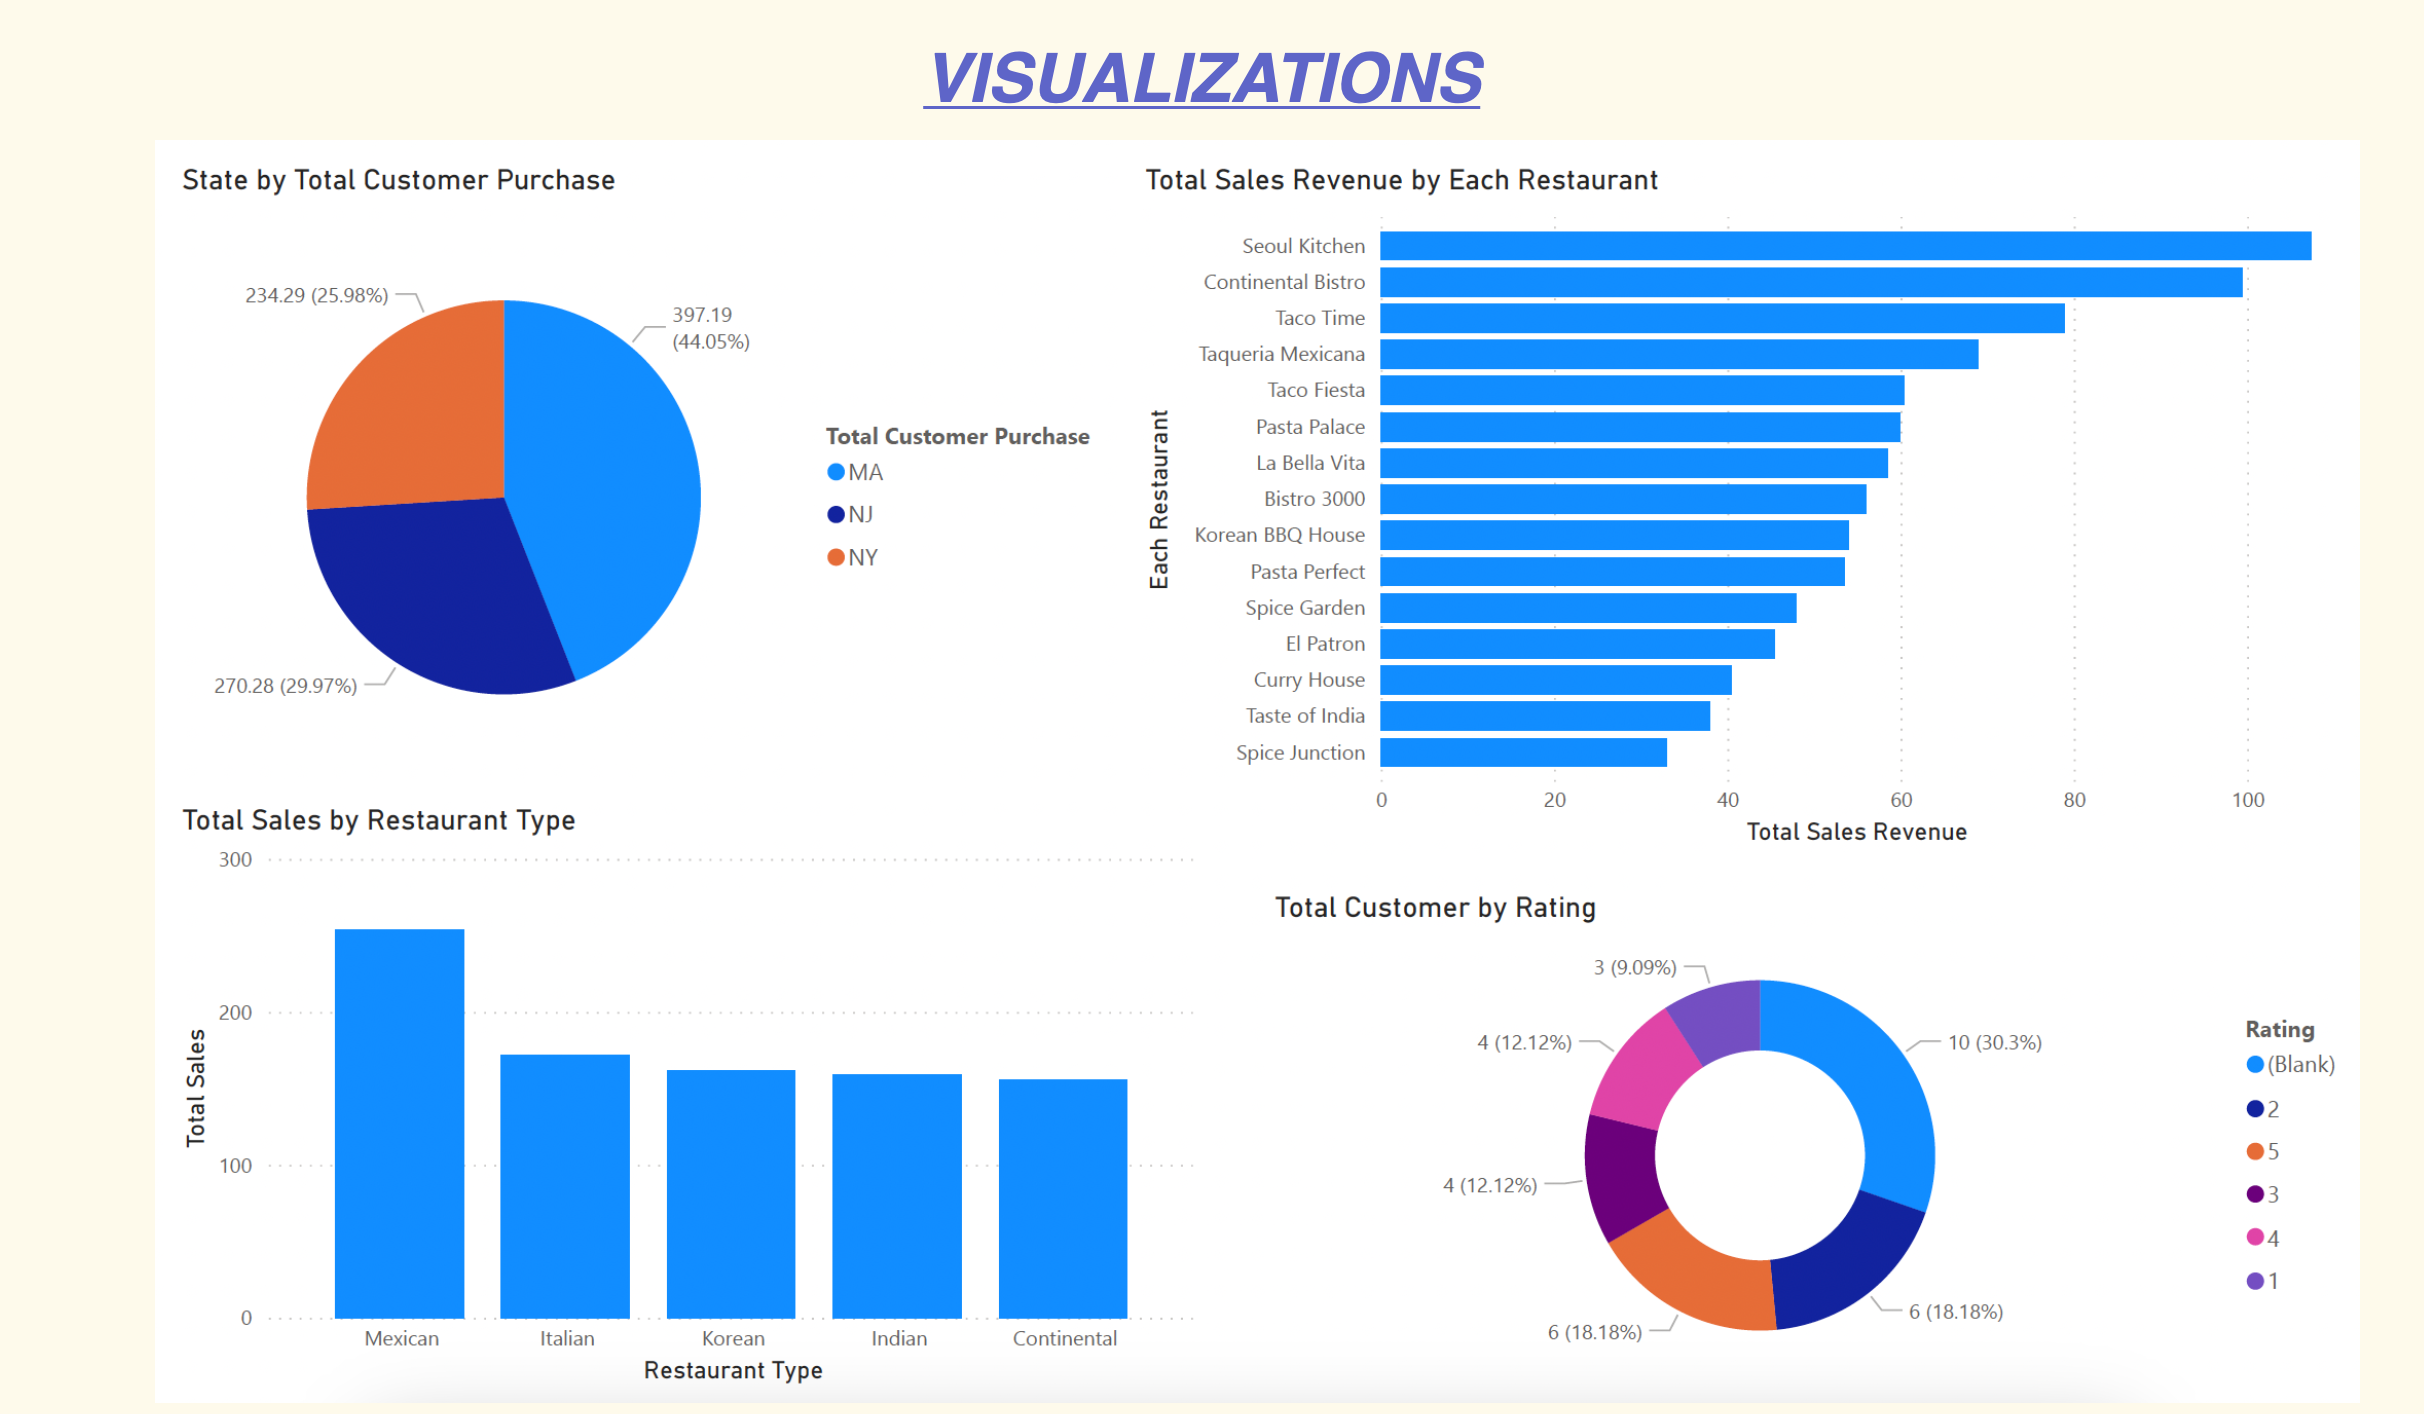 VISUALIZATIONS
State by Total Customer Purchase
234.29 (25.98%)
397.19
(44.05%)
270.28 (29.97%)
Total Customer Purchase
MA
NJ
NY
Total Sales Revenue by Each Restaurant
Each Restaurant
Seoul Kitchen
Continental Bistro
Taco Time
Taqueria Mexicana
Taco Fiesta
Pasta Palace
La Bella Vita
Bistro 3000
Korean BBQ House
Pasta Perfect
Spice Garden
El Patron
Curry House
Taste of India
Spice Junction
0 20 40 60 80 100
Total Sales Revenue
Total Sales by Restaurant Type
Total Sales
300
200
100
0
Mexican Italian Korean Indian Continental
Restaurant Type
Total Customer by Rating
3 (9.09%)
4 (12.12%)
10 (30.3%)
4 (12.12%)
6 (18.18%)
6 (18.18%)
Rating
(Blank)
2
5
3
4
1